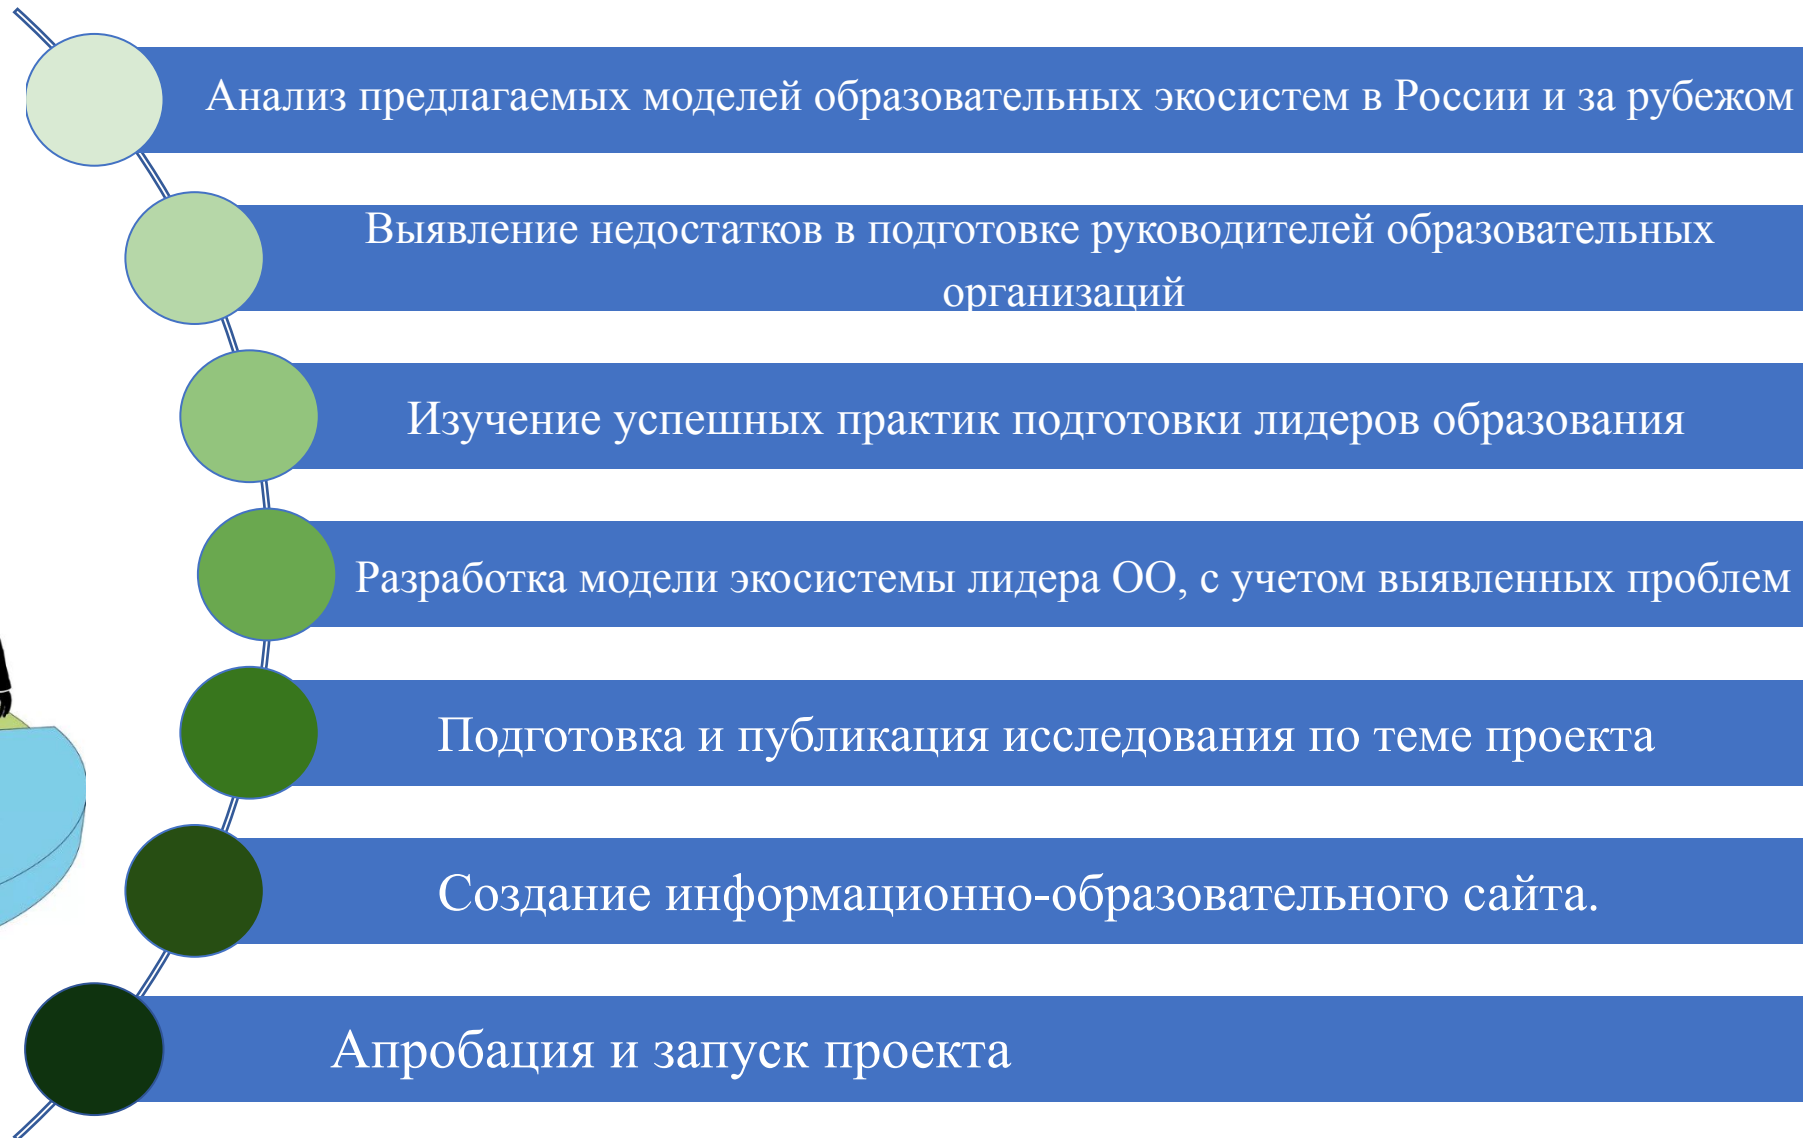 Анализ предлагаемых моделей образовательных экосистем в России и за рубежом
Выявление недостатков в подготовке руководителей образовательных
организаций
Изучение успешных практик подготовки лидеров образования
Разработка модели экосистемы лидера ОО, с учетом выявленных проблем
Подготовка и публикация исследования по теме проекта
Создание информационно-образовательного сайта.
Апробация и запуск проекта